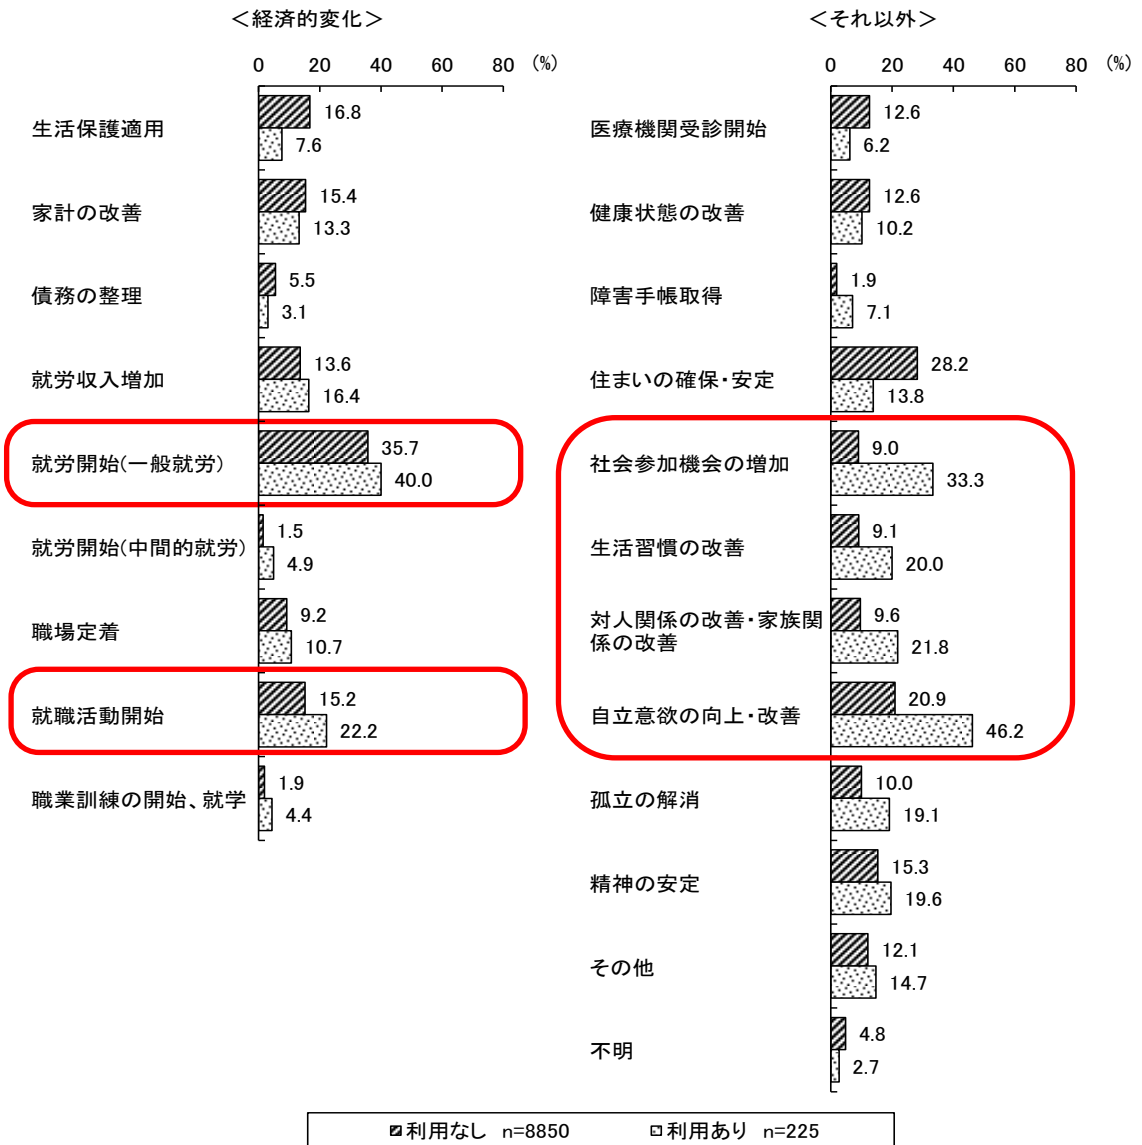 ＜経済的変化＞
0 20 40 60 80 (%)
生活保護適用
16.8
7.6
家計の改善
15.4
13.3
債務の整理
5.5
3.1
就労収入増加
13.6
16.4
就労開始(一般就労)
35.7
40.0
就労開始(中間的就労)
1.5
4.9
職場定着
9.2
10.7
就職活動開始
15.2
22.2
職業訓練の開始、就学
1.9
4.4
＜それ以外＞
0 20 40 60 80 (%)
医療機関受診開始
12.6
6.2
健康状態の改善
12.6
10.2
障害手帳取得
1.9
7.1
住まいの確保・安定
28.2
13.8
社会参加機会の増加
9.0
33.3
生活習慣の改善
9.1
20.0
対人関係の改善・家族関
係の改善
9.6
21.8
自立意欲の向上・改善
20.9
46.2
孤立の解消
10.0
19.1
精神の安定
15.3
19.6
その他
12.1
14.7
不明
4.8
2.7
利用なし n=8850 利用あり n=225